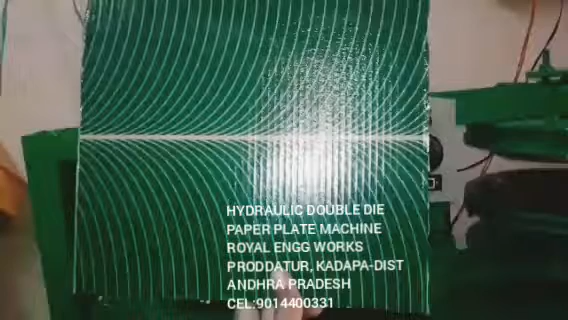 HYDRAULIC DOUBLE DIE
PAPER PLATE MACHINE
ROYAL ENGG WORKS
PRODDATUR, KADAPA-DIST
ANDHRA PRADESH
CEL:9014400331